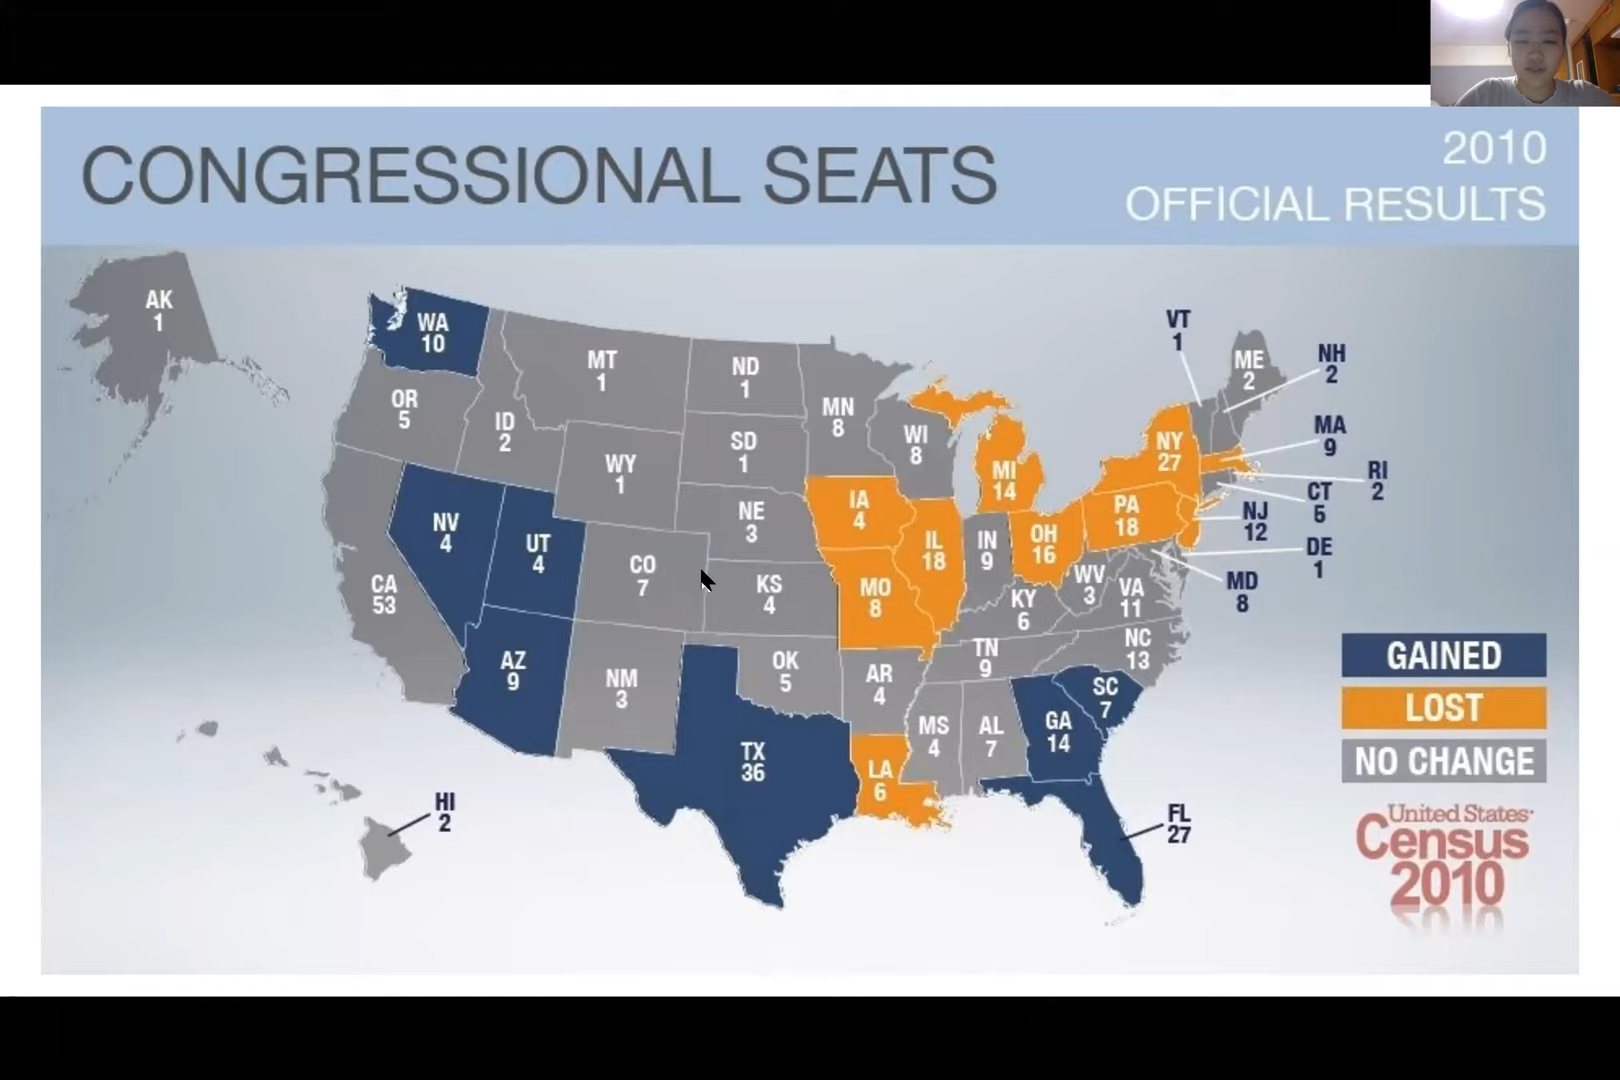 CONGRESSIONAL SEATS
2010
OFFICIAL RESULTS
AK
1
WA
10
OR
5
CA
53
NV
4
ID
2
MT
1
WY
1
UT
4
AZ
9
CO
7
NM
3
ND
1
SD
1
NE
3
KS
4
OK
5
TX
36
MN
8
IA
4
MO
8
AR
4
LA
6
WI
8
IL
18
MI
14
IN
9
OH
16
KY
6
TN
9
MS
4
AL
7
GA
14
SC
7
NC
13
VA
11
WV
3
PA
18
NY
27
VT
1
ME
2
NH
2
MA
9
RI
2
CT
5
NJ
12
DE
1
MD
8
FL
27
HI
2
GAINED
LOST
NO CHANGE
United States
Census
2010